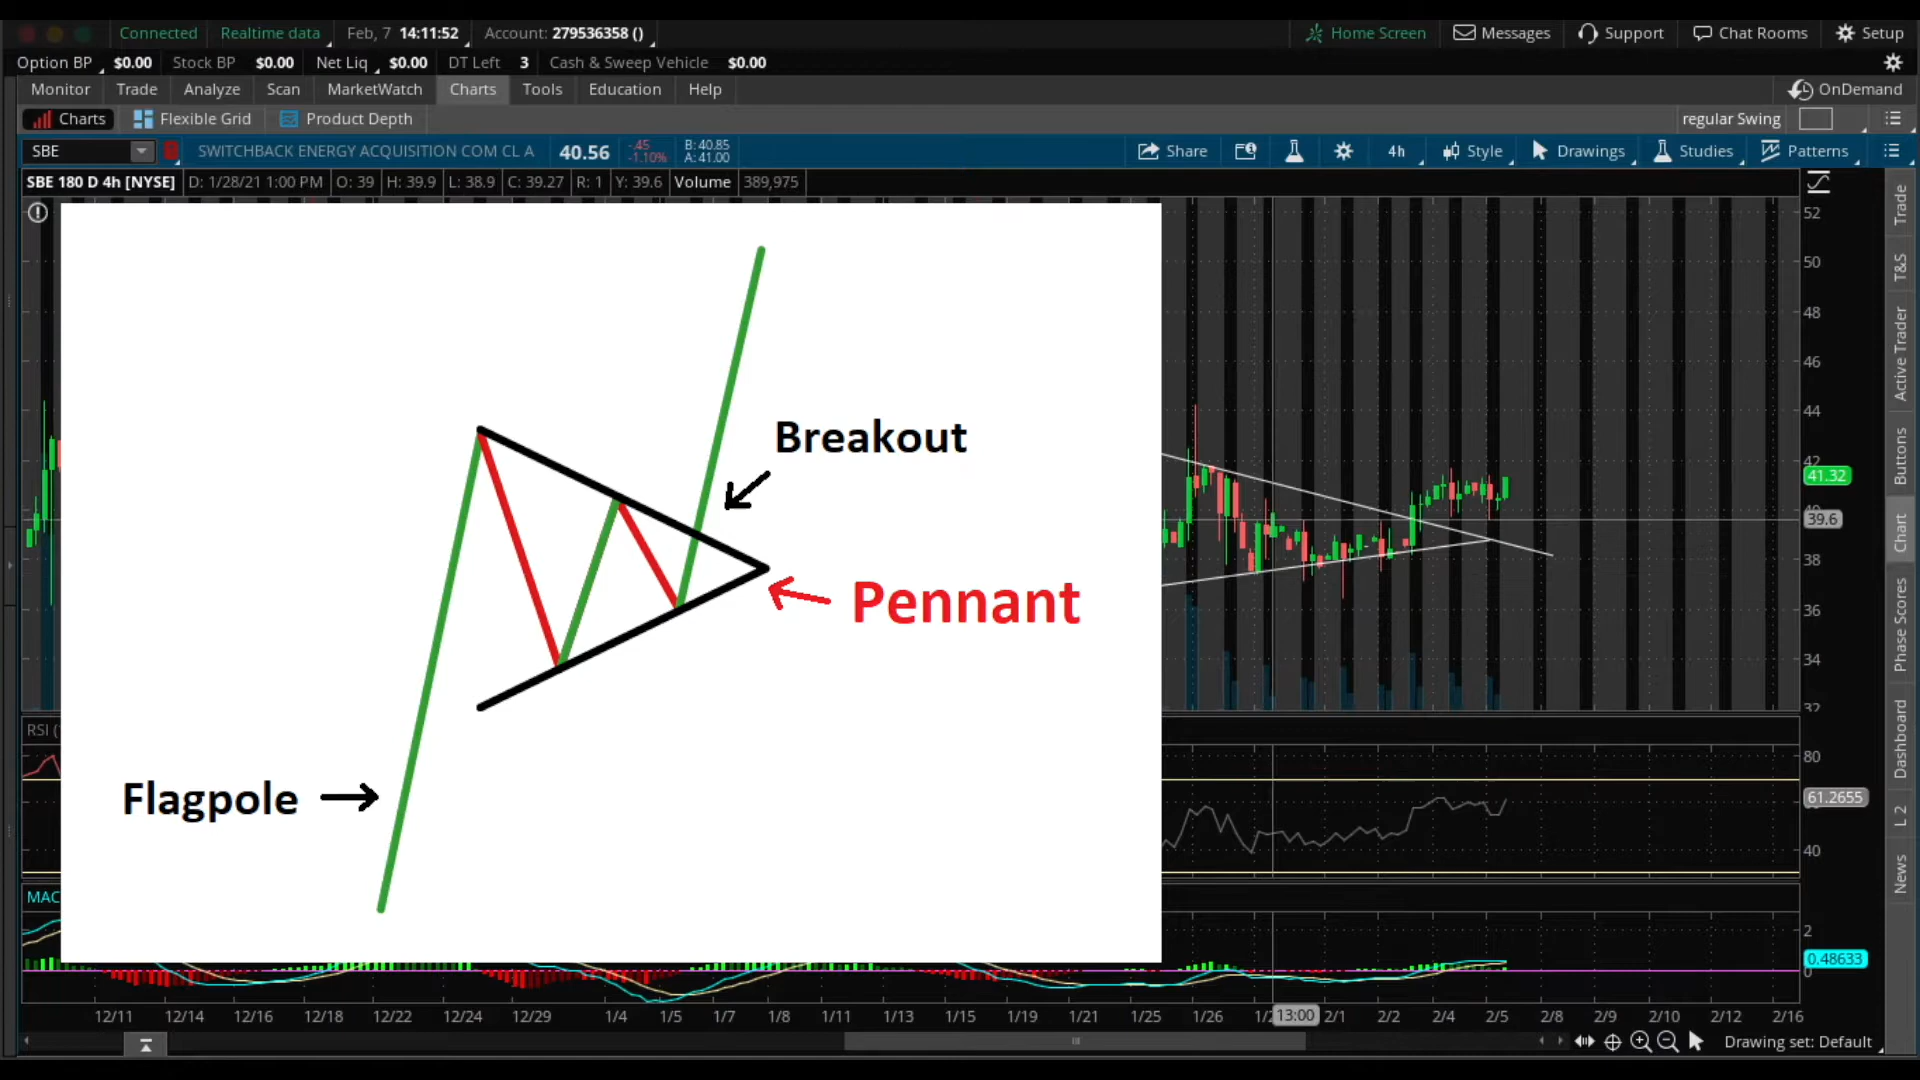 Connected Realtime data Feb, 7 14:11:52 Account: 279536358 () Home Screen Messages Support Chat Rooms Setup
Option BP $0.00 Stock BP $0.00 Net Liq $0.00 DT Left 3 Cash & Sweep Vehicle $0.00
Monitor Trade Analyze Scan MarketWatch Charts Tools Education Help OnDemand
Charts Flexible Grid Product Depth regular Swing
SBE SWITCHBACK ENERGY ACQUISITION COM CL A 40.56 -.45 B: 40.85 Share 4h Style Drawings Studies Patterns
-1.10% A: 41.00
SBE 180 D 4h [NYSE] D: 1/28/21 1:00 PM O: 39 H: 39.9 L: 38.9 C: 39.27 R: 1 Y: 39.6 Volume 389,975
52
50
48
46
44
42
41.32
39.6
38
36
34
32
Breakout
Pennant
Flagpole
RSI
80
61.2655
40
MAC
2
0.48633
0
12/11 12/14 12/16 12/18 12/22 12/24 12/29 1/4 1/5 1/7 1/8 1/11 1/13 1/15 1/19 1/21 1/25 1/26 13:00 2/1 2/2 2/4 2/5 2/8 2/9 2/10 2/12 2/16
Drawing set: Default
Trade
T&S
Active Trader
Buttons
Chart
Phase Scores
Dashboard
L 2
News